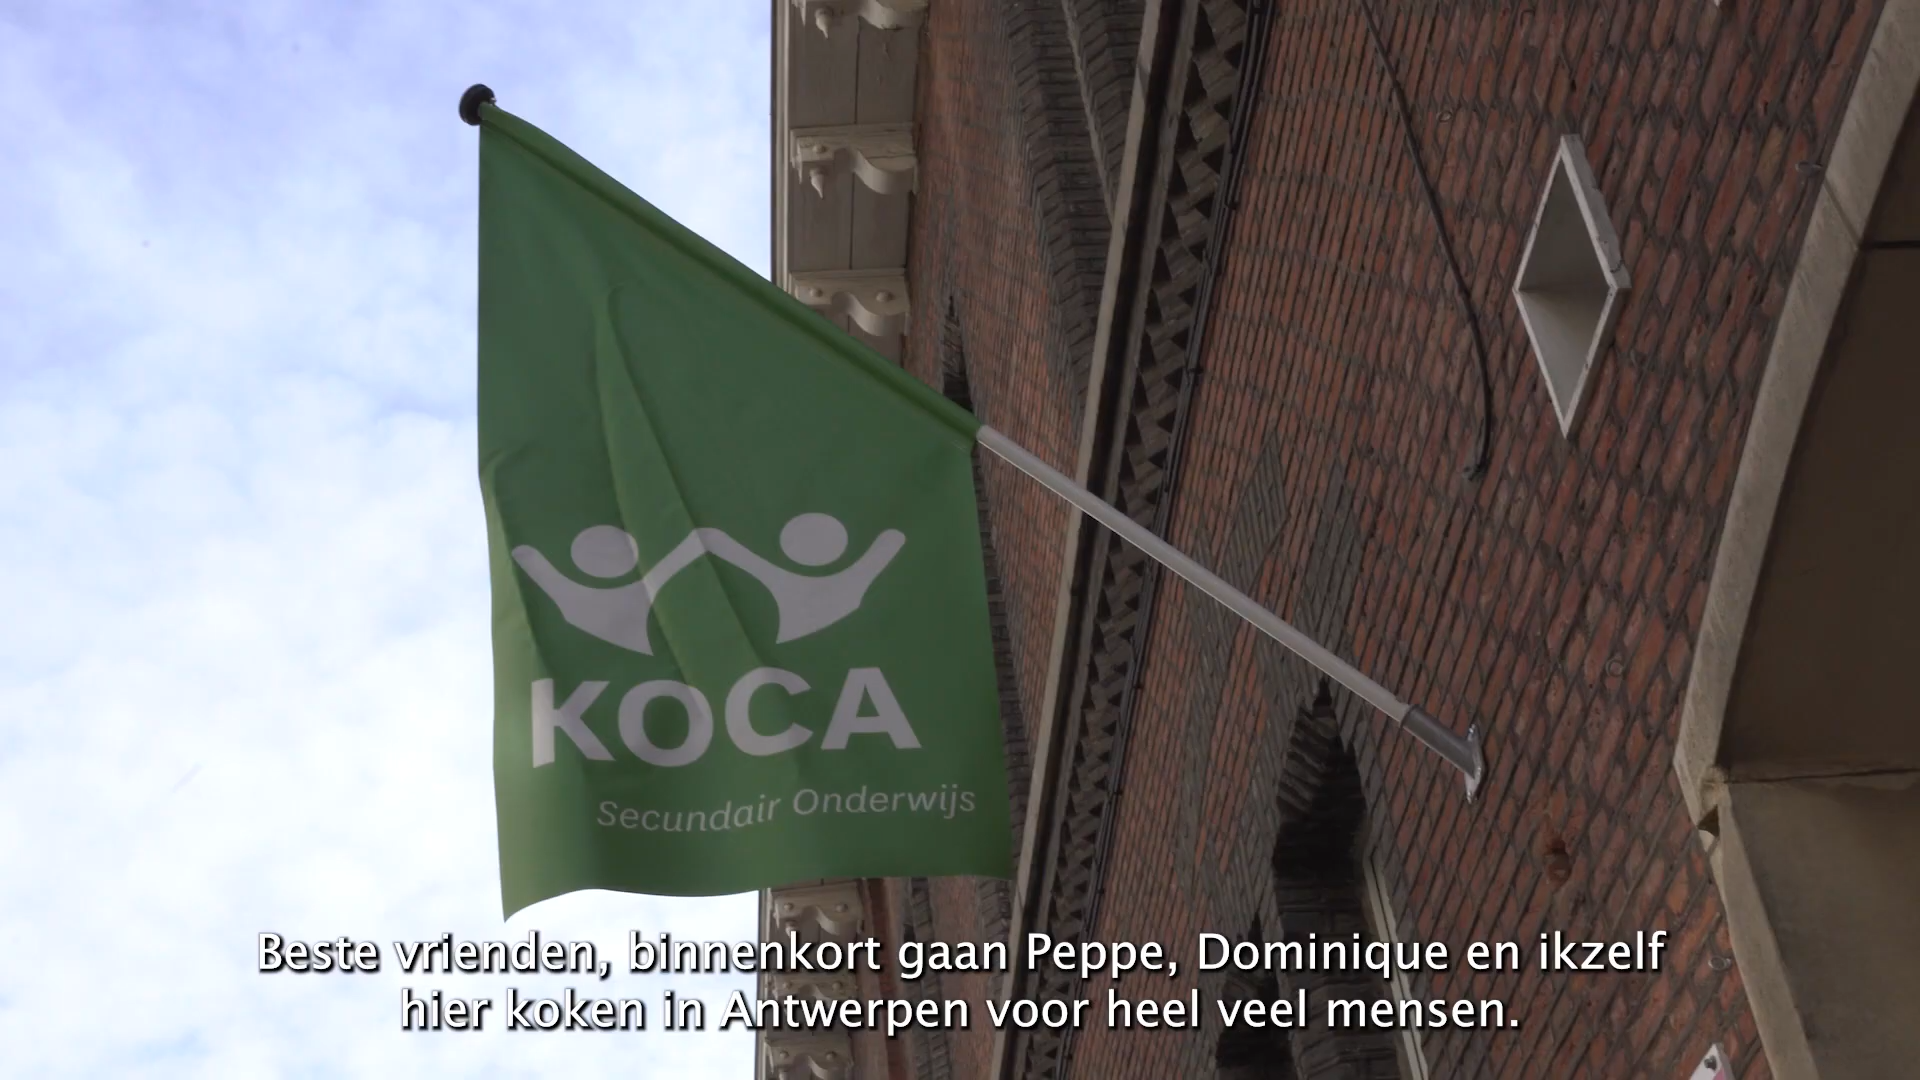 KOCA
Secundair Onderwijs
Beste vrienden, binnenkort gaan Peppe, Dominique en ikzelf
hier koken in Antwerpen voor heel veel mensen.